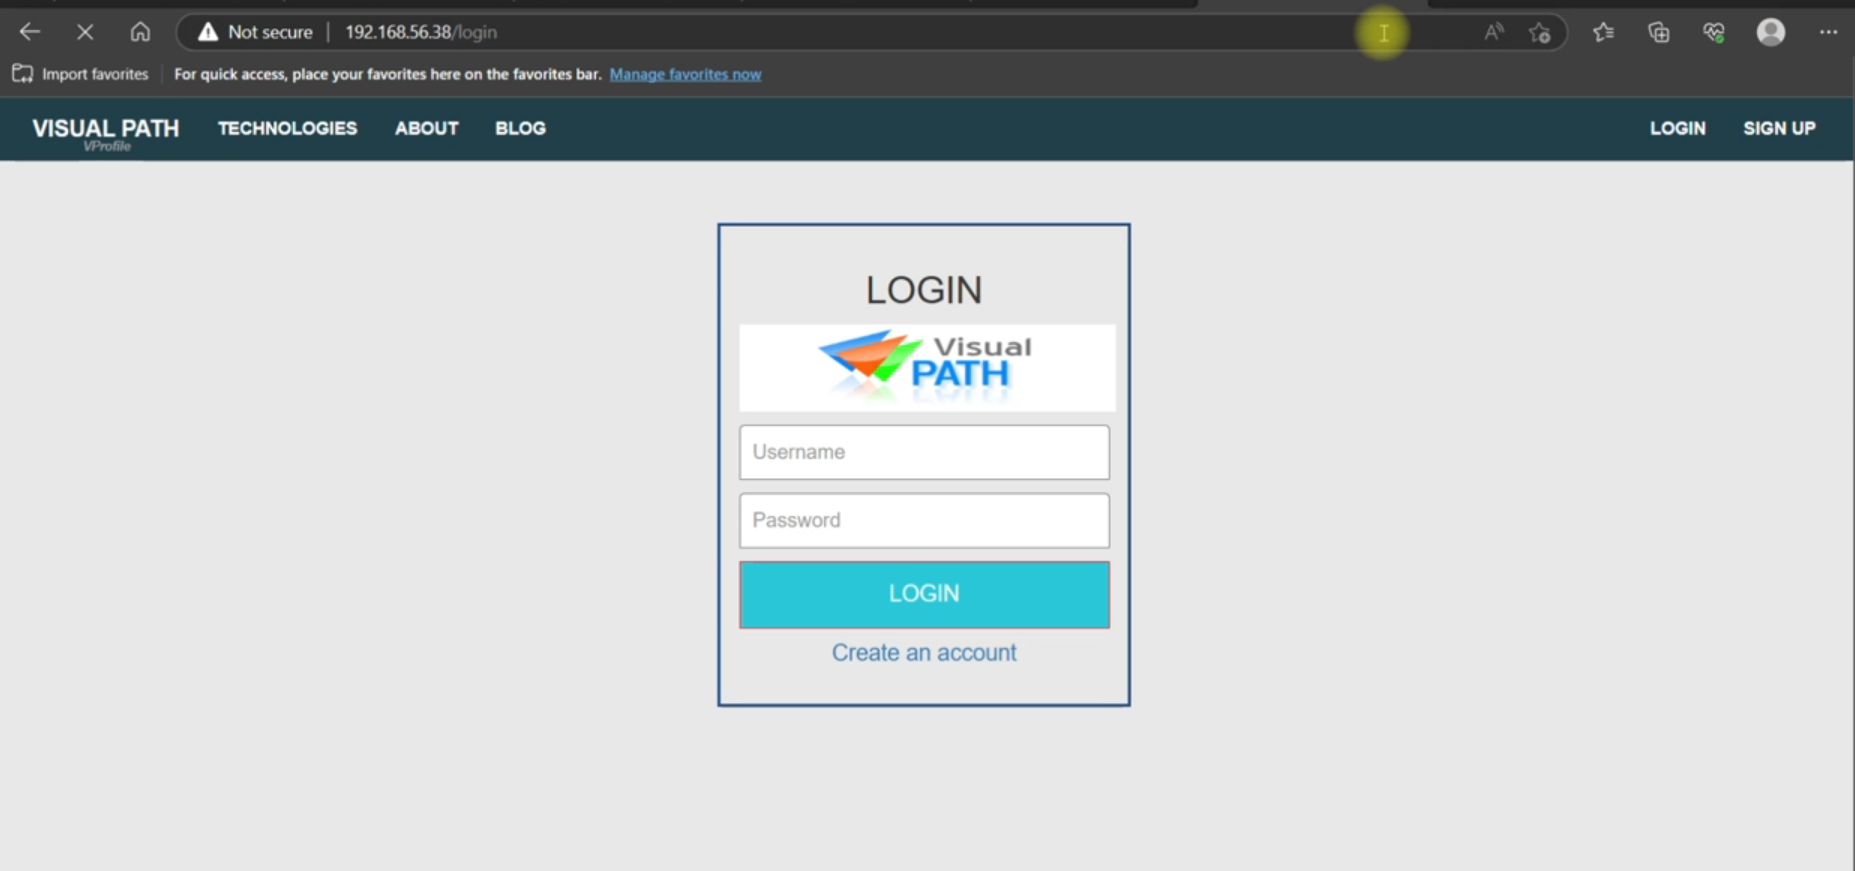 Not secure | 192.168.56.38/login
Import favorites For quick access, place your favorites here on the favorites bar. Manage favorites now
VISUAL PATH TECHNOLOGIES ABOUT BLOG LOGIN SIGN UP
VProfile
LOGIN
Visual
PATH
Username
Password
LOGIN
Create an account